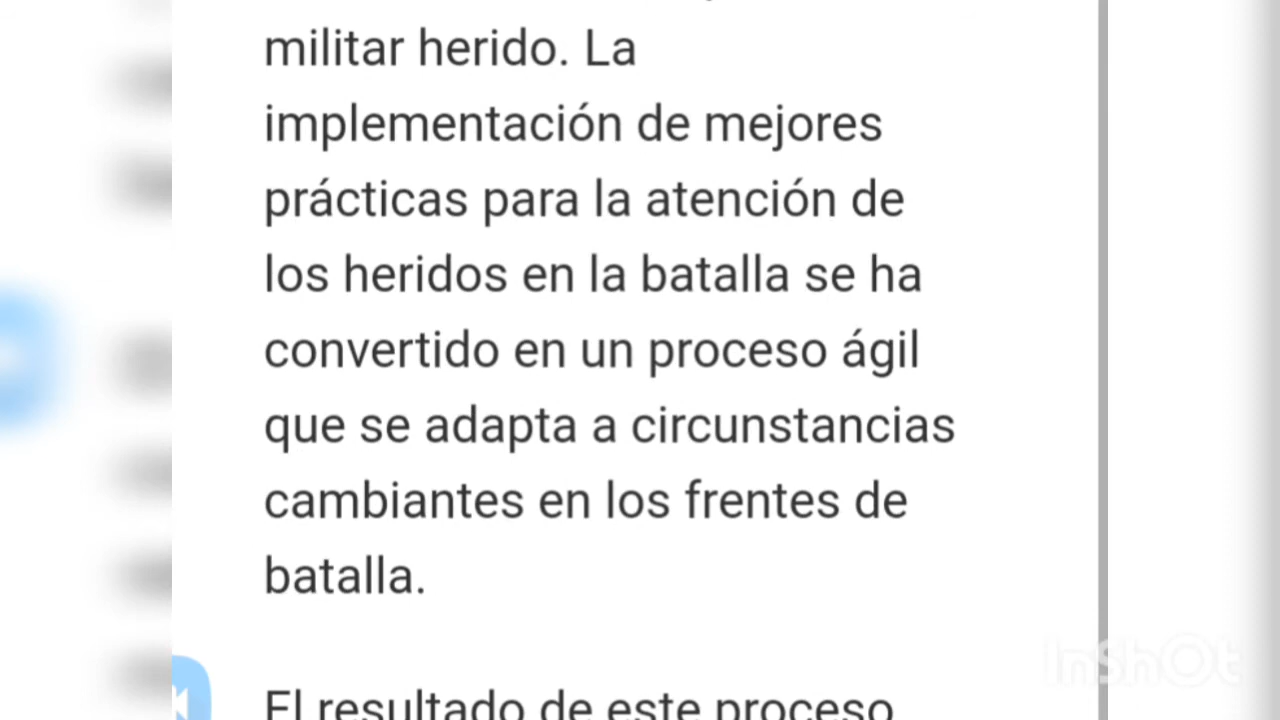 militar herido. La
implementación de mejores
prácticas para la atención de
los heridos en la batalla se ha
convertido en un proceso ágil
que se adapta a circunstancias
cambiantes en los frentes de
batalla.
El resultado de este proceso
InShOt